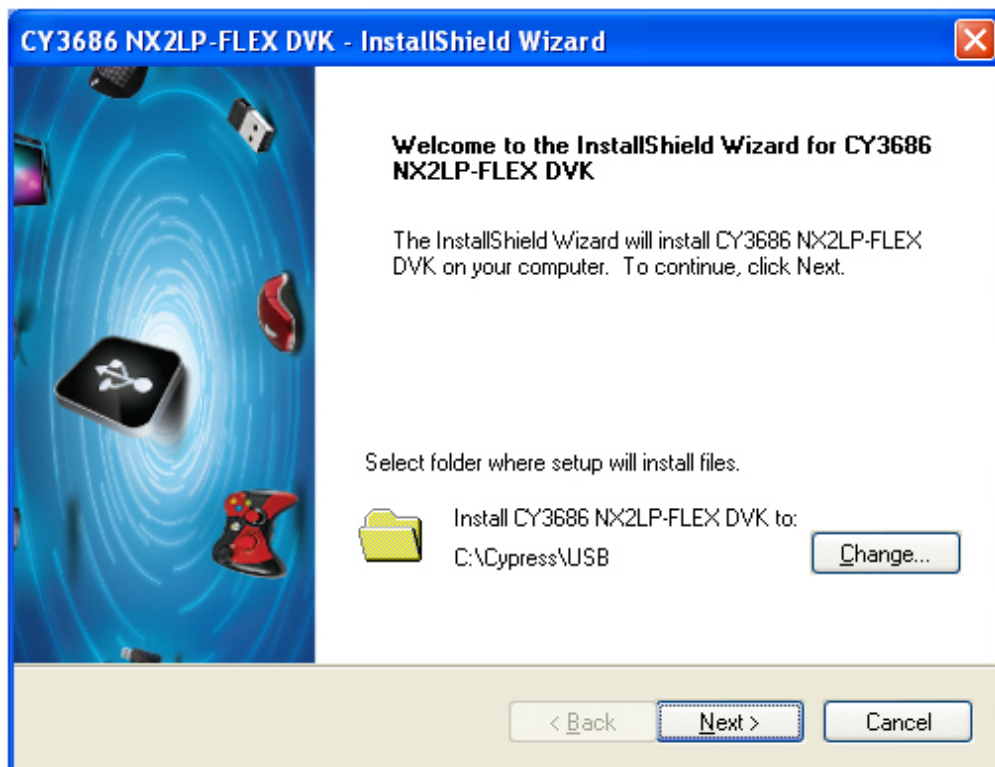 CY3686 NX2LP-FLEX DVK - InstallShield Wizard
Welcome to the InstallShield Wizard for CY3686
NX2LP-FLEX DVK
The InstallShield Wizard will install CY3686 NX2LP-FLEX
DVK on your computer.  To continue, click Next.
Select folder where setup will install files.
Install CY3686 NX2LP-FLEX DVK to:
C:\Cypress\USB
Change...
< Back
Next >
Cancel